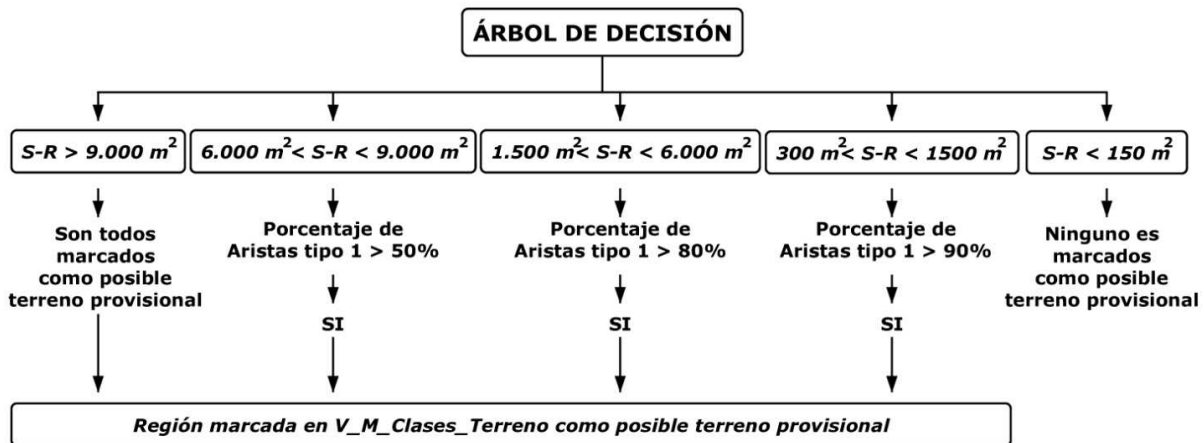 ÁRBOL DE DECISIÓN
S-R > 9.000 m²
6.000 m²< S-R < 9.000 m²
1.500 m²< S-R < 6.000 m²
300 m²< S-R < 1500 m²
S-R < 150 m²
Son todos
marcados
como posible
terreno provisional
Porcentaje de
Aristas tipo 1 > 50%
Porcentaje de
Aristas tipo 1 > 80%
Porcentaje de
Aristas tipo 1 > 90%
Ninguno es
marcados
como posible
terreno provisional
SI
SI
SI
Región marcada en V_M_Clases_Terreno como posible terreno provisional